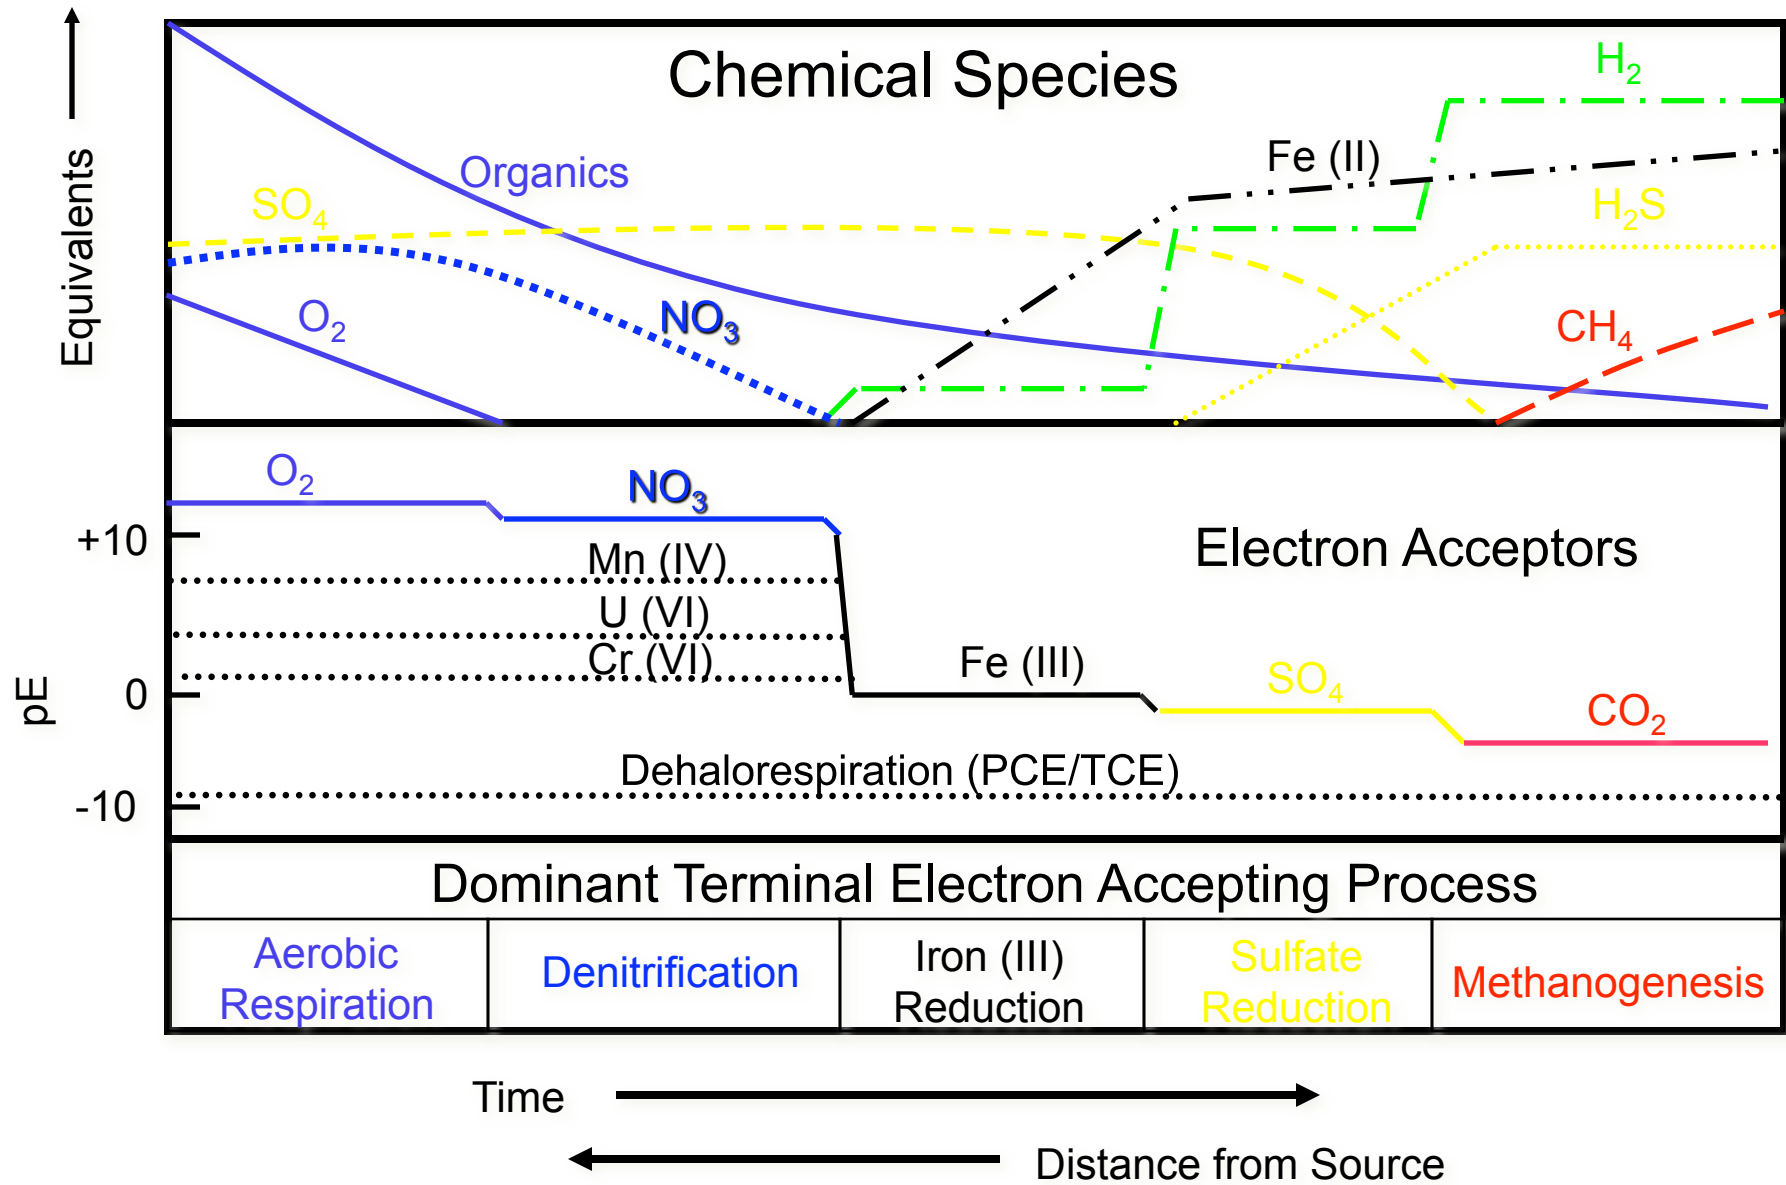 Chemical Species
Equivalents
H2
Fe (II)
Organics
SO4
H2S
O2
NO3
CH4
O2
NO3
+10
Mn (IV)
Electron Acceptors
U (VI)
Cr (VI)
Fe (III)
SO4
0
pE
CO2
Dehalorespiration (PCE/TCE)
-10
Dominant Terminal Electron Accepting Process
Aerobic
Respiration
Denitrification
Iron (III)
Reduction
Sulfate
Reduction
Methanogenesis
Time
Distance from Source